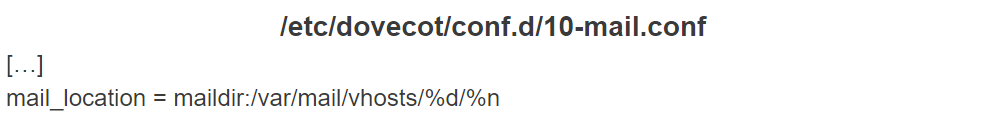 /etc/dovecot/conf.d/10-mail.conf
[…]
mail_location = maildir:/var/mail/vhosts/%d/%n